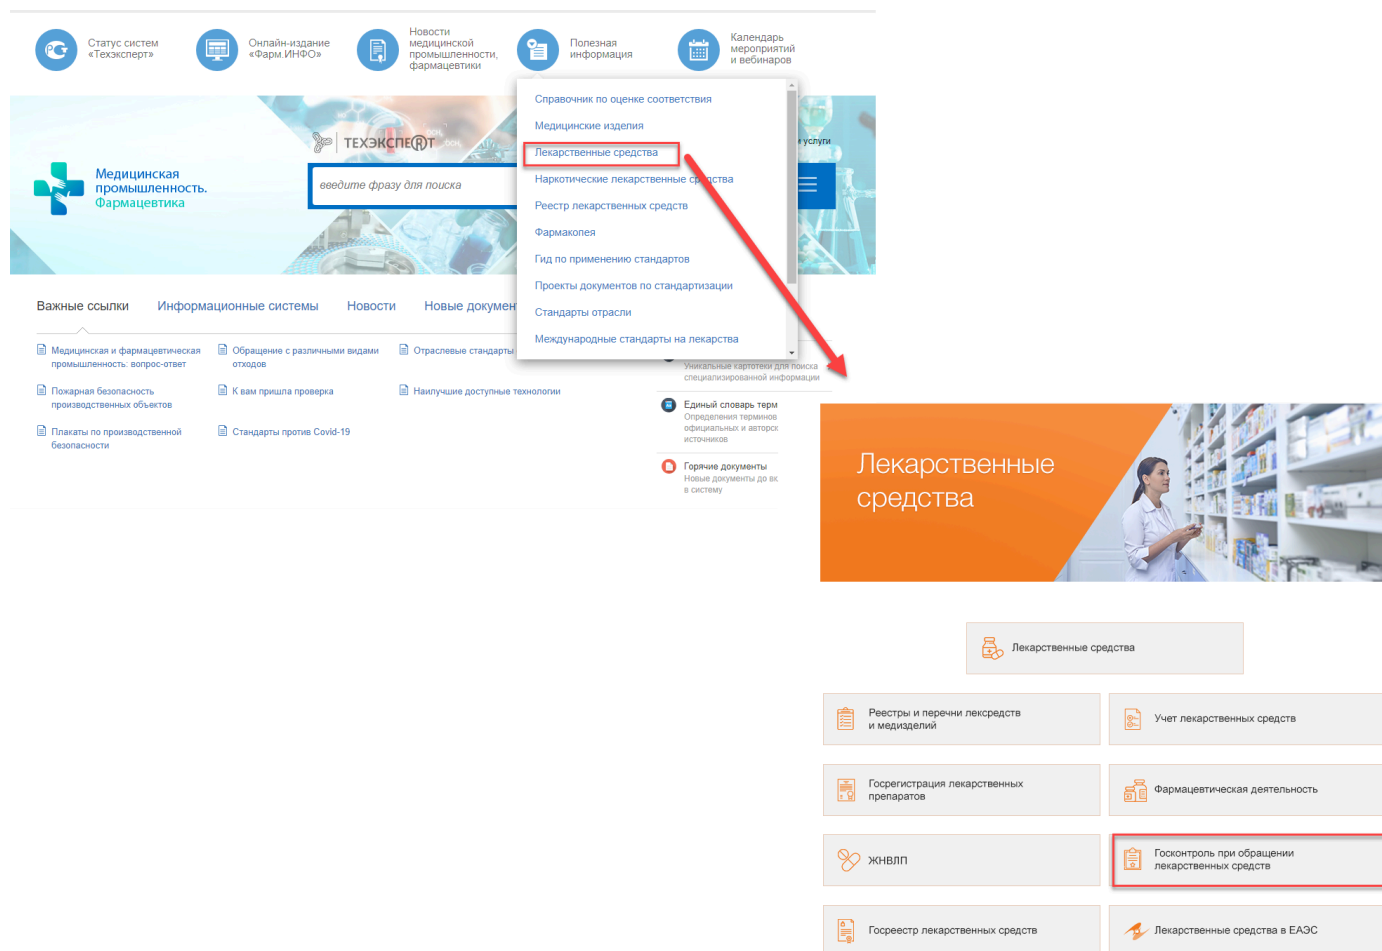 Статус систем
«Техэксперт»
Онлайн-издание
«Фарм.ИНФО»
Новости
медицинской
промышленности,
фармацевтики
Полезная
информация
Календарь
мероприятий
и вебинаров
Справочник по оценке соответствия
Медицинские изделия
Лекарственные средства
Наркотические лекарственные средства
Реестр лекарственных средств
Фармакопея
Гид по применению стандартов
Проекты документов по стандартизации
Стандарты отрасли
Международные стандарты на лекарства
ТЕХЭКСПЕРТ
услуги
Медицинская
промышленность.
Фармацевтика
введите фразу для поиска
Важные ссылки
Информационные системы
Новости
Новые докумен
Медицинская и фармацевтическая
промышленность: вопрос-ответ
Обращение с различными видами
отходов
Отраслевые стандарты
Пожарная безопасность
производственных объектов
К вам пришла проверка
Наилучшие доступные технологии
Плакаты по производственной
безопасности
Стандарты против Covid-19
Уникальные картотеки для поиска
специализированной информации
Единый словарь терм
Определения терминов
официальных и авторск
источников
Горячие документы
Новые документы до вк
в систему
Лекарственные
средства
Лекарственные средства
Реестры и перечни лексредств
и медизделий
Учет лекарственных средств
Госрегистрация лекарственных
препаратов
Фармацевтическая деятельность
ЖНВЛП
Госконтроль при обращении
лекарственных средств
Госреестр лекарственных средств
Лекарственные средства в ЕАЭС